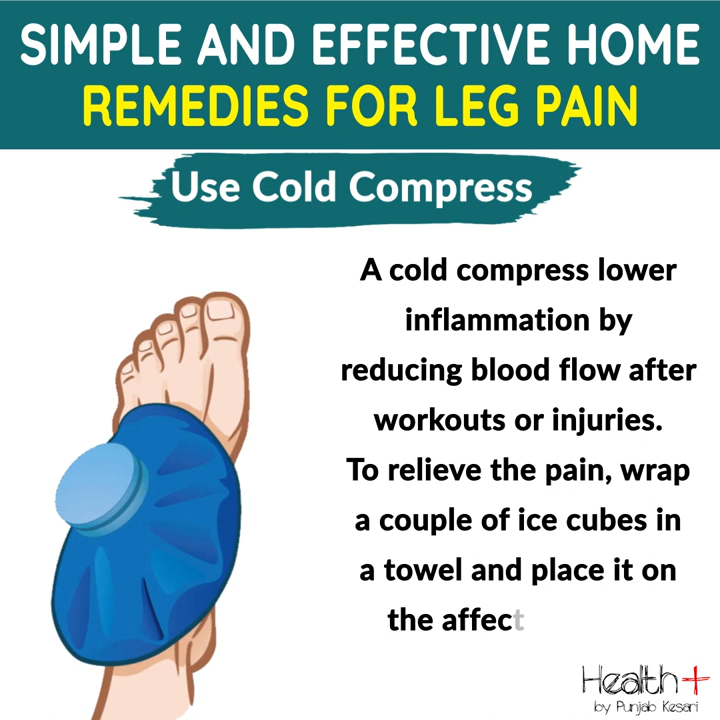 SIMPLE AND EFFECTIVE HOME
REMEDIES FOR LEG PAIN
Use Cold Compress
A cold compress lower
inflammation by
reducing blood flow after
workouts or injuries.
To relieve the pain, wrap
a couple of ice cubes in
a towel and place it on
the affect
Health+
by Punjab Kesari